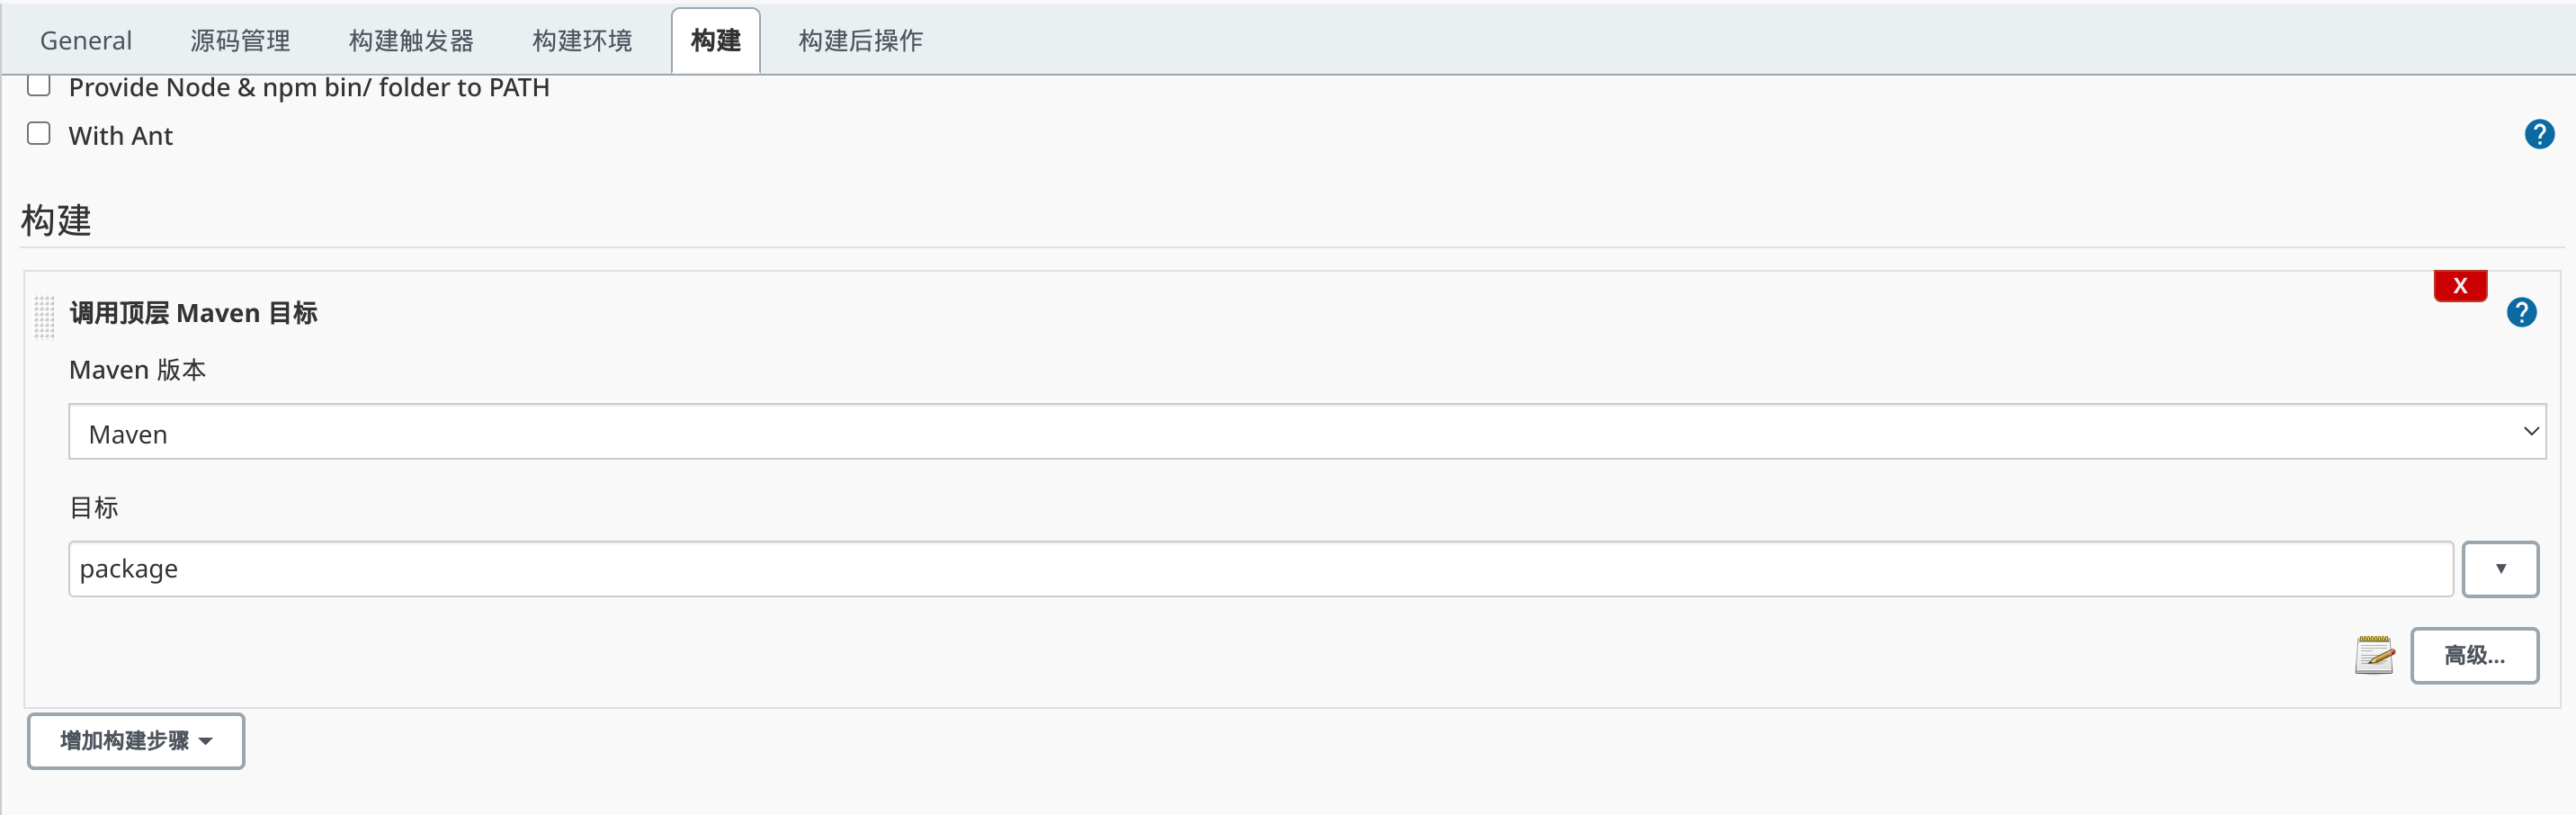 General 源码管理 构建触发器 构建环境 构建 构建后操作
Provide Node & npm bin/ folder to PATH
With Ant
?
构建
X
调用顶层 Maven 目标
?
Maven 版本
Maven
目标
package
高级...
增加构建步骤